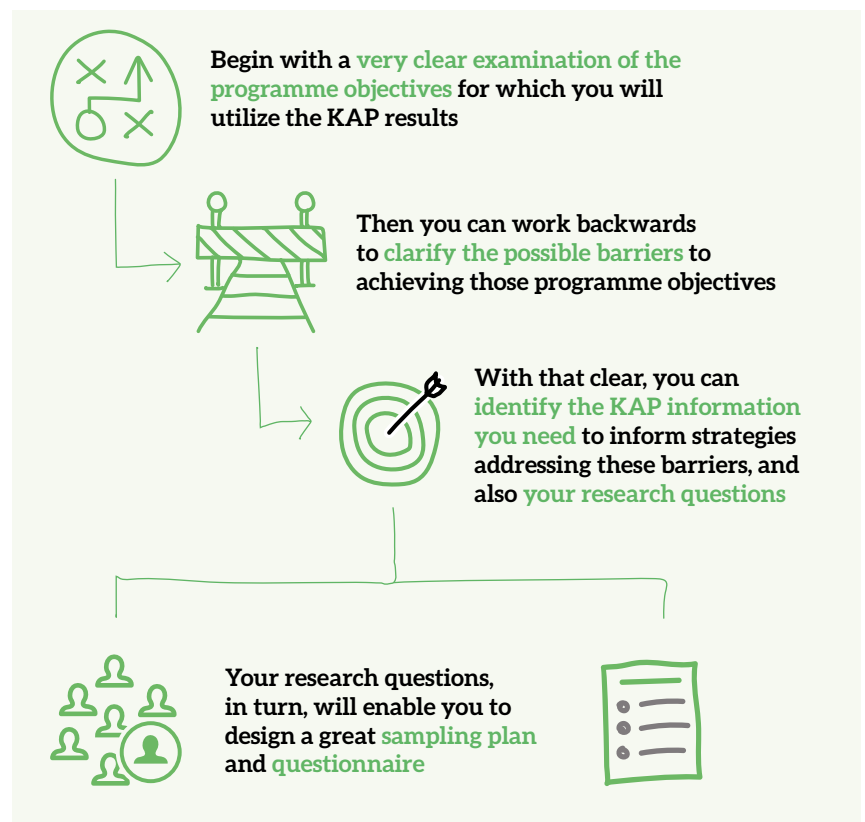 Begin with a very clear examination of the
programme objectives for which you will
utilize the KAP results
Then you can work backwards
to clarify the possible barriers to
achieving those programme objectives
With that clear, you can
identify the KAP information
you need to inform strategies
addressing these barriers, and
also your research questions
Your research questions,
in turn, will enable you to
design a great sampling plan
and questionnaire